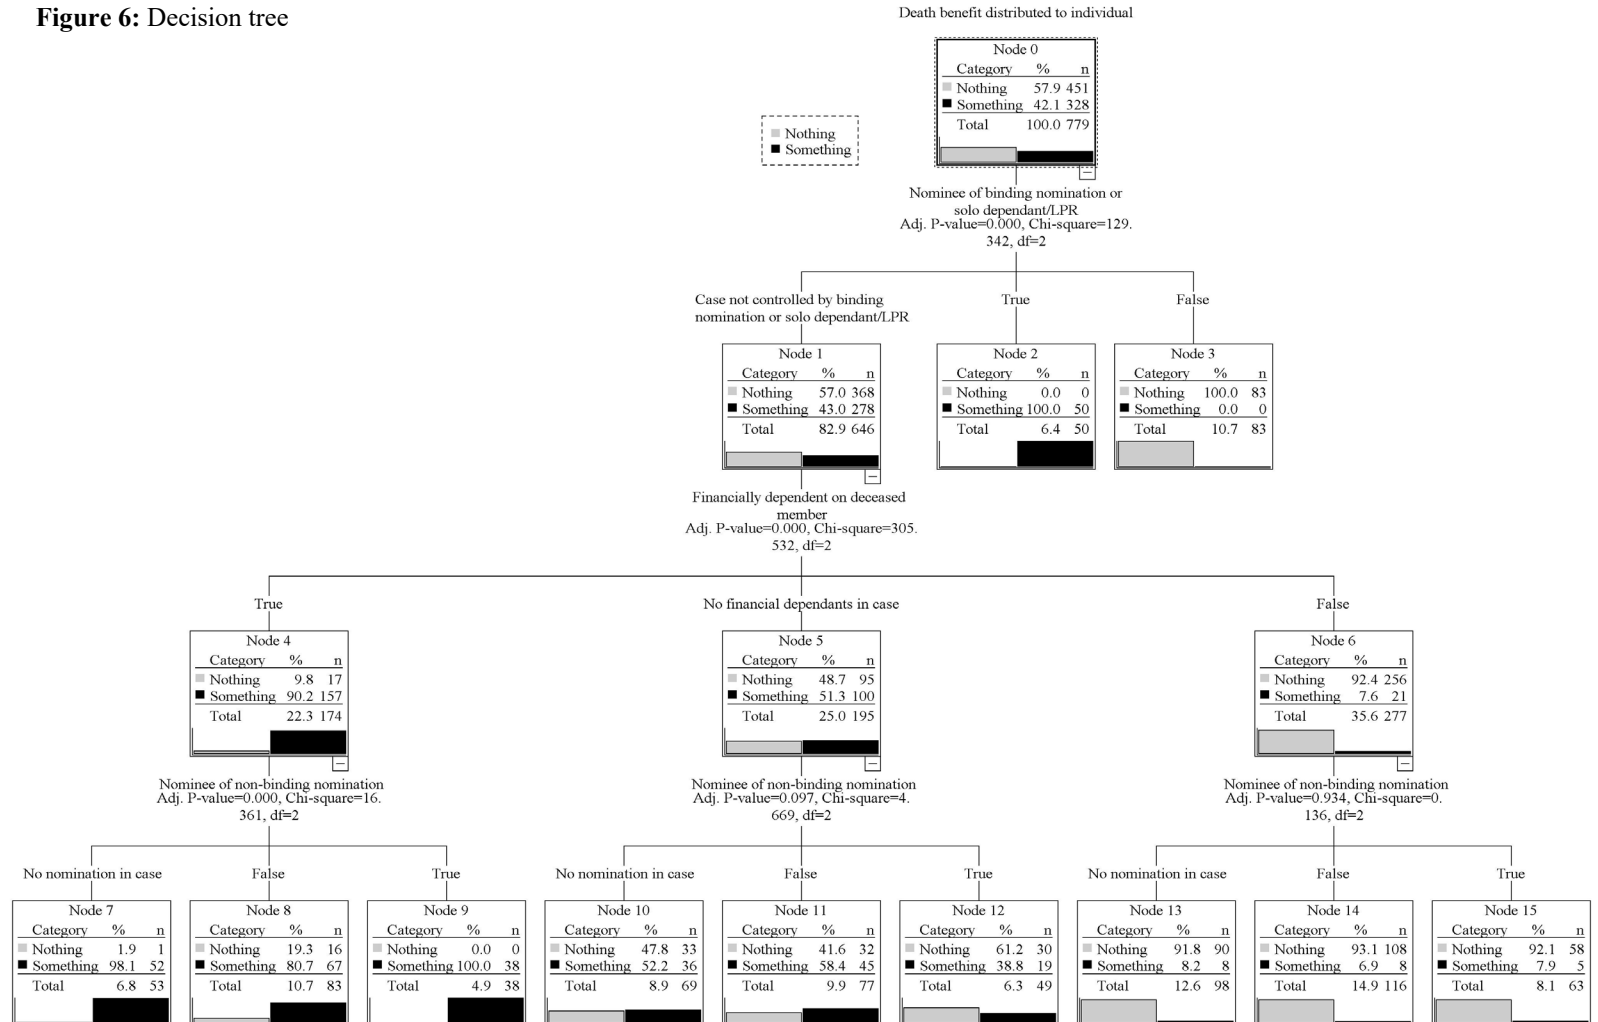 Figure 6: Decision tree
Death benefit distributed to individual
Node 0
Category % n
Nothing 57.9 451
Something 42.1 328
Total 100.0 779
Nothing
Something
Nominee of binding nomination or
solo dependant/LPR
Adj. P-value=0.000, Chi-square=129.
342, df=2
Case not controlled by binding
nomination or solo dependant/LPR
True
False
Node 1
Category % n
Nothing 57.0 368
Something 43.0 278
Total 82.9 646
Node 2
Category % n
Nothing 0.0 0
Something 100.0 50
Total 6.4 50
Node 3
Category % n
Nothing 100.0 83
Something 0.0 0
Total 10.7 83
Financially dependent on deceased
member
Adj. P-value=0.000, Chi-square=305.
532, df=2
True
No financial dependants in case
False
Node 4
Category % n
Nothing 9.8 17
Something 90.2 157
Total 22.3 174
Node 5
Category % n
Nothing 48.7 95
Something 51.3 100
Total 25.0 195
Node 6
Category % n
Nothing 92.4 256
Something 7.6 21
Total 35.6 277
Nominee of non-binding nomination
Adj. P-value=0.000, Chi-square=16.
361, df=2
Nominee of non-binding nomination
Adj. P-value=0.097, Chi-square=4.
669, df=2
Nominee of non-binding nomination
Adj. P-value=0.934, Chi-square=0.
136, df=2
No nomination in case
False
True
No nomination in case
False
True
No nomination in case
False
True
Node 7
Category % n
Nothing 1.9 1
Something 98.1 52
Total 6.8 53
Node 8
Category % n
Nothing 19.3 16
Something 80.7 67
Total 10.7 83
Node 9
Category % n
Nothing 0.0 0
Something 100.0 38
Total 4.9 38
Node 10
Category % n
Nothing 47.8 33
Something 52.2 36
Total 8.9 69
Node 11
Category % n
Nothing 41.6 32
Something 58.4 45
Total 9.9 77
Node 12
Category % n
Nothing 61.2 30
Something 38.8 19
Total 6.3 49
Node 13
Category % n
Nothing 91.8 90
Something 8.2 8
Total 12.6 98
Node 14
Category % n
Nothing 93.1 108
Something 6.9 8
Total 14.9 116
Node 15
Category % n
Nothing 92.1 58
Something 7.9 5
Total 8.1 63